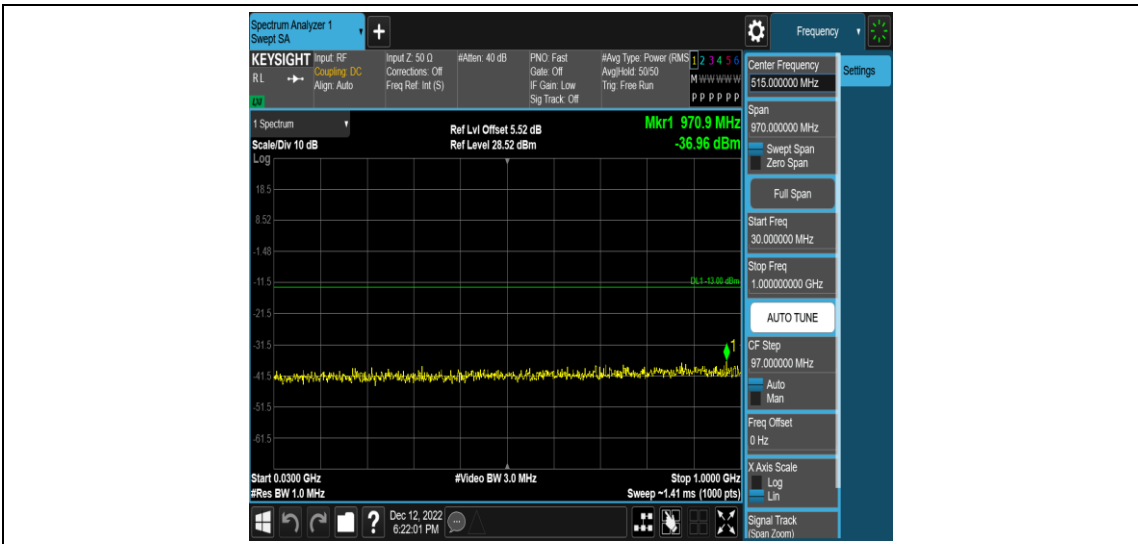 Spectrum Analyzer 1
Swept SA
Frequency
KEYSIGHT
RL
LXI
Input: RF
Coupling: DC
Align: Auto
Input Z: 50 Ω
Corrections: Off
Freq Ref: Int (S)
#Atten: 40 dB
PNO: Fast
Gate: Off
IF Gain: Low
Sig Track: Off
#Avg Type: Power (RMS
Avg|Hold: 50/50
Trig: Free Run
1 2 3 4 5 6
M W W W W W
P P P P P P
Center Frequency
515.000000 MHz
Settings
1 Spectrum
Scale/Div 10 dB
Ref Lvl Offset 5.52 dB
Ref Level 28.52 dBm
Mkr1 970.9 MHz
-36.96 dBm
Log
18.5
8.52
-1.48
-11.5
-21.5
-31.5
-41.5
-51.5
-61.5
DL1 -13.00 dBm
1
Start 0.0300 GHz
#Res BW 1.0 MHz
#Video BW 3.0 MHz
Stop 1.0000 GHz
Sweep ~1.41 ms (1000 pts)
Span
970.000000 MHz
Swept Span
Zero Span
Full Span
Start Freq
30.000000 MHz
Stop Freq
1.000000000 GHz
AUTO TUNE
CF Step
97.000000 MHz
Auto
Man
Freq Offset
0 Hz
X Axis Scale
Log
Lin
Signal Track
(Span Zoom)
?
Dec 12, 2022
6:22:01 PM